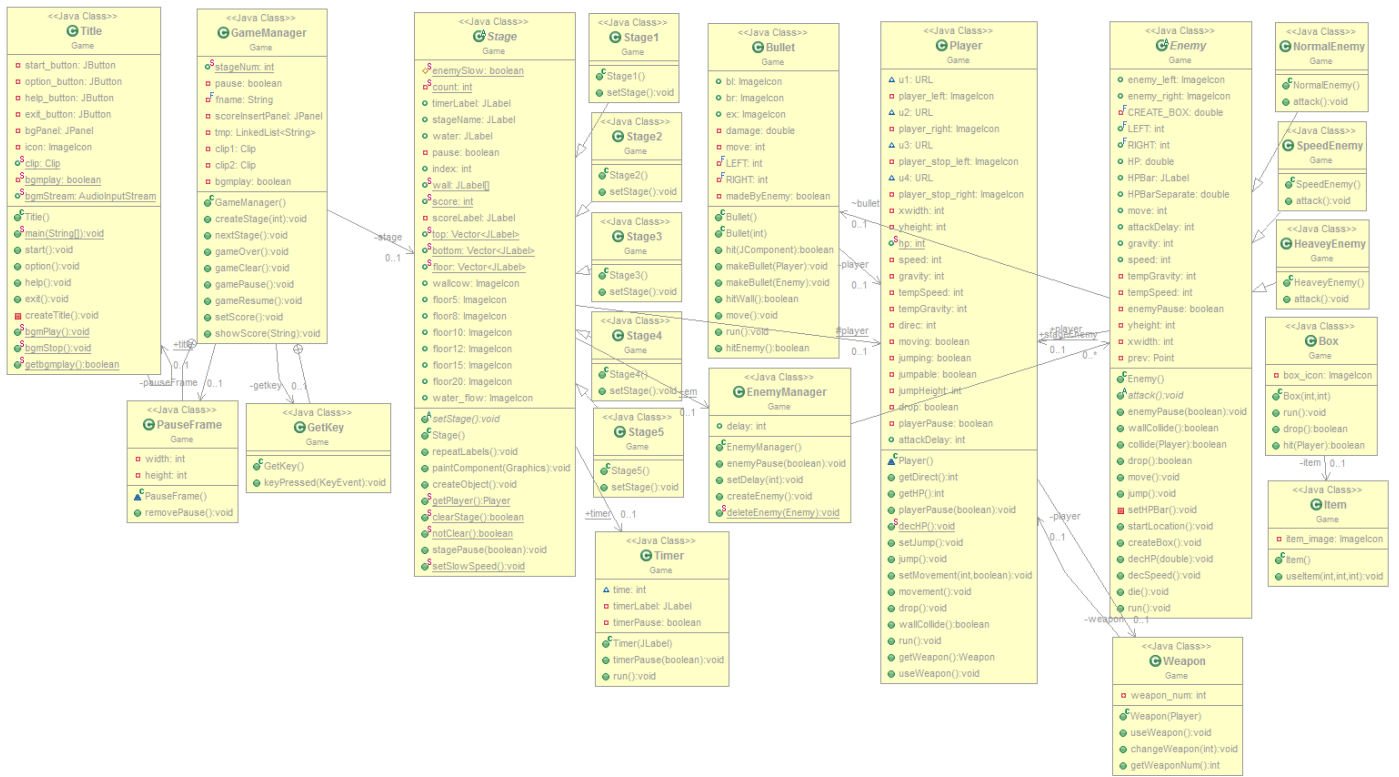 <<Java Class>>
Title
Game
start_button: JButton
option_button: JButton
help_button: JButton
exit_button: JButton
bgPanel: JPanel
icon: ImageIcon
clip: Clip
bgmplay: boolean
bgmStream: AudioInputStream
Title()
main(String[]):void
start():void
option():void
help():void
exit():void
createTitle():void
bgmPlay():void
bgmStop():void
getbgmplay():boolean
<<Java Class>>
GameManager
Game
stageNum: int
pause: boolean
fname: String
scoreInsertPanel: JPanel
tmp: LinkedList<String>
clip1: Clip
clip2: Clip
bgmplay: boolean
GameManager()
createStage(int):void
nextStage():void
gameOver():void
gameClear():void
gamePause():void
gameResume():void
setScore():void
showScore(String):void
+title
0..1
-pauseFrame
0..1
-getkey
0..1
-stage
0..1
<<Java Class>>
PauseFrame
Game
width: int
height: int
PauseFrame()
removePause():void
<<Java Class>>
GetKey
Game
GetKey()
keyPressed(KeyEvent):void
<<Java Class>>
Stage
Game
enemySlow: boolean
count: int
timerLabel: JLabel
stageName: JLabel
water: JLabel
pause: boolean
index: int
wall: JLabel[]
score: int
scoreLabel: JLabel
top: Vector<JLabel>
bottom: Vector<JLabel>
floor: Vector<JLabel>
wallcow: ImageIcon
floor5: ImageIcon
floor8: ImageIcon
floor10: ImageIcon
floor12: ImageIcon
floor15: ImageIcon
floor20: ImageIcon
water_flow: ImageIcon
setStage():void
Stage()
repeatLabels():void
paintComponent(Graphics):void
createObject():void
getPlayer():Player
clearStage():boolean
notClear():boolean
stagePause(boolean):void
setSlowSpeed():void
<<Java Class>>
Stage1
Game
Stage1()
setStage():void
<<Java Class>>
Stage2
Game
Stage2()
setStage():void
<<Java Class>>
Stage3
Game
Stage3()
setStage():void
<<Java Class>>
Stage4
Game
Stage4()
setStage():void
<<Java Class>>
Stage5
Game
Stage5()
setStage():void
-em
0..1
+timer
0..1
<<Java Class>>
Timer
Game
time: int
timerLabel: JLabel
timerPause: boolean
Timer(JLabel)
timerPause(boolean):void
run():void
<<Java Class>>
Bullet
Game
bl: ImageIcon
br: ImageIcon
ex: ImageIcon
damage: double
move: int
LEFT: int
RIGHT: int
madeByEnemy: boolean
Bullet()
Bullet(int)
hit(JComponent):boolean
makeBullet(Player):void
makeBullet(Enemy):void
hitWall():boolean
move():void
run():void
hitEnemy():boolean
~bullet
0..1
-player
0..1
#player
0..1
<<Java Class>>
EnemyManager
Game
delay: int
EnemyManager()
enemyPause(boolean):void
setDelay(int):void
createEnemy():void
deleteEnemy(Enemy):void
<<Java Class>>
Player
Game
u1: URL
player_left: ImageIcon
u2: URL
player_right: ImageIcon
u3: URL
player_stop_left: ImageIcon
u4: URL
player_stop_right: ImageIcon
xwidth: int
yheight: int
hp: int
speed: int
gravity: int
tempSpeed: int
tempGravity: int
direc: int
moving: boolean
jumping: boolean
jumpable: boolean
jumpHeight: int
drop: boolean
playerPause: boolean
attackDelay: int
Player()
getDirect():int
getHP():int
playerPause(boolean):void
decHP():void
setJump():void
jump():void
setMovement(int,boolean):void
movement():void
drop():void
wallCollide():boolean
run():void
getWeapon():Weapon
useWeapon():void
+player
0..1
+stageEnemy
0..*
-player
0..1
-weapon
0..1
<<Java Class>>
Enemy
Game
enemy_left: ImageIcon
enemy_right: ImageIcon
CREATE_BOX: double
LEFT: int
RIGHT: int
HP: double
HPBar: JLabel
HPBarSeparate: double
move: int
attackDelay: int
gravity: int
speed: int
tempGravity: int
tempSpeed: int
enemyPause: boolean
yheight: int
xwidth: int
prev: Point
Enemy()
attack():void
enemyPause(boolean):void
wallCollide():boolean
collide(Player):boolean
drop():boolean
move():void
jump():void
setHPBar():void
startLocation():void
createBox():void
decHP(double):void
decSpeed():void
die():void
run():void
<<Java Class>>
Weapon
Game
weapon_num: int
Weapon(Player)
useWeapon():void
changeWeapon(int):void
getWeaponNum():int
<<Java Class>>
NormalEnemy
Game
NormalEnemy()
attack():void
<<Java Class>>
SpeedEnemy
Game
SpeedEnemy()
attack():void
<<Java Class>>
HeaveyEnemy
Game
HeaveyEnemy()
attack():void
<<Java Class>>
Box
Game
box_icon: ImageIcon
Box(int,int)
run():void
drop():boolean
hit(Player):boolean
-item
0..1
<<Java Class>>
Item
Game
item_image: ImageIcon
Item()
useItem(int,int,int):void